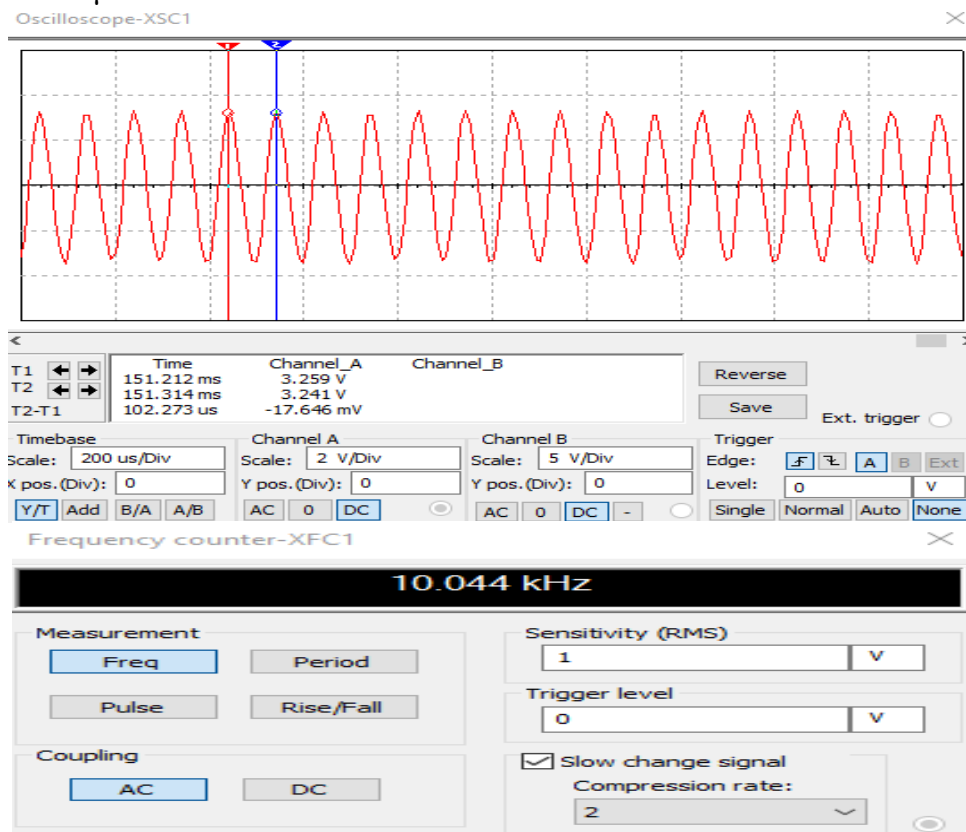 Oscilloscope-XSC1
1 2
T1
T2
T2-T1
Time Channel_A Channel_B
151.212 ms 3.259 V
151.314 ms 3.241 V
102.273 us -17.646 mV
Reverse
Save
Ext. trigger
Timebase
Scale: 200 us/Div
X pos.(Div): 0
Y/T Add B/A A/B
Channel A
Scale: 2 V/Div
Y pos.(Div): 0
AC 0 DC
Channel B
Scale: 5 V/Div
Y pos.(Div): 0
AC 0 DC -
Trigger
Edge: A B Ext
Level: 0 V
Single Normal Auto None
Frequency counter-XFC1
10.044 kHz
Measurement
Freq Period
Pulse Rise/Fall
Coupling
AC DC
Sensitivity (RMS)
1 V
Trigger level
0 V
Slow change signal
Compression rate:
2